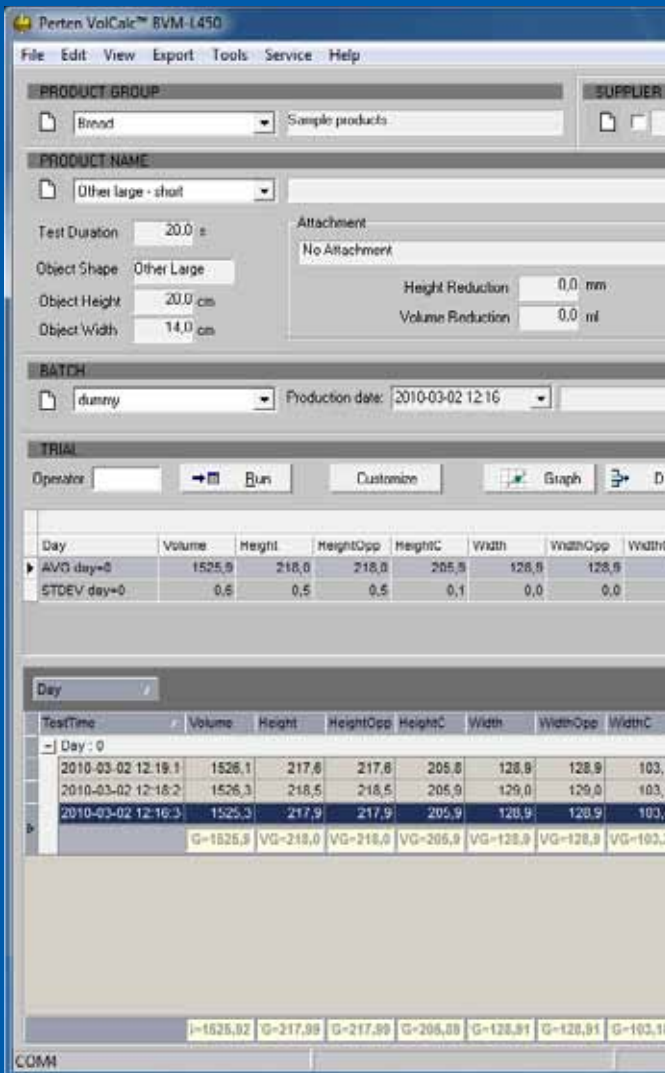 Perten VolCalc™ BVM-L450
File Edit View Export Tools Service Help
PRODUCT GROUP
SUPPLIER
Bread
Sample products
PRODUCT NAME
Other large - short
Test Duration 20,0 s
Attachment
No Attachment
Object Shape Other Large
Height Reduction 0,0 mm
Object Height 20,0 cm
Volume Reduction 0,0 ml
Object Width 14,0 cm
BATCH
dummy
Production date: 2010-03-02 12:16
TRIAL
Operator Run Customize Graph D
Day Volume Height HeightOpp HeightC Width WidthOpp
AVG day=0 1525,9 218,0 218,0 205,9 128,9 128,9
STDEV day=0 0,5 0,5 0,5 0,1 0,0 0,0
Day
TestTime Volume Height HeightOpp HeightC Width WidthOpp WidthC
Day : 0
2010-03-02 12:19:1 1526,1 217,6 217,6 205,8 128,9 128,9 103,
2010-03-02 12:18:2 1526,3 218,5 218,5 205,9 129,0 129,0 103,
2010-03-02 12:16:3 1525,3 217,9 217,9 205,9 128,9 128,9 103,
G=1525,9 VG=218,0 VG=218,0 VG=205,9 VG=128,9 VG=128,9
G=217,99 G=217,99 G=128,91 G=128,91
COM4